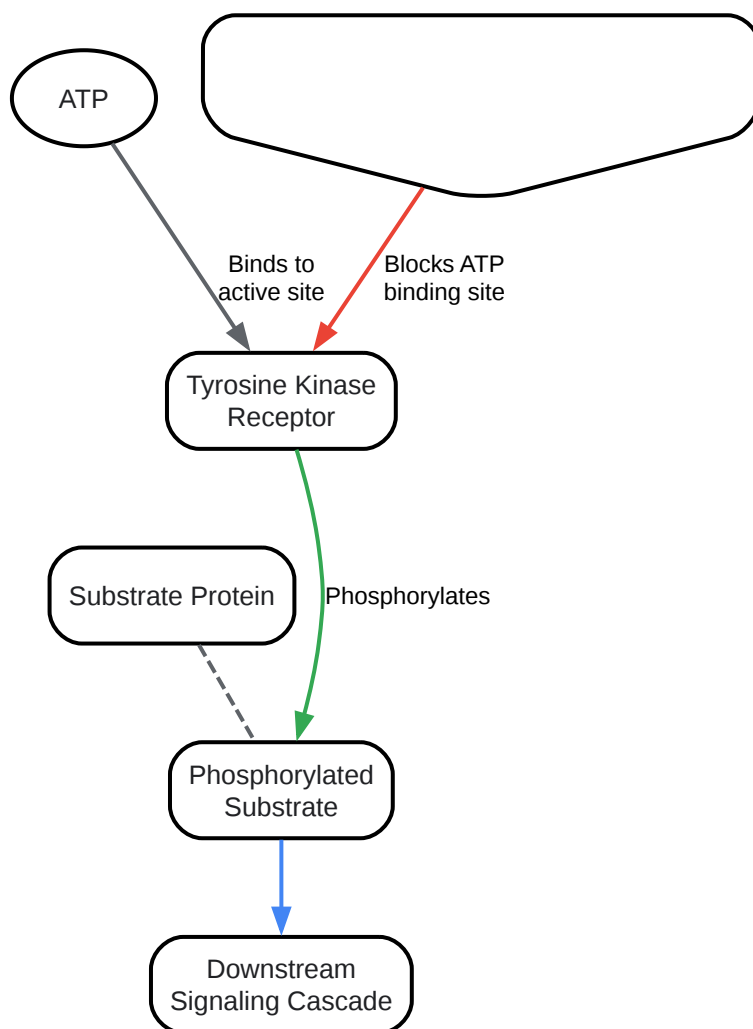 ATP
Binds to
active site
Blocks ATP
binding site
Tyrosine Kinase
Receptor
Substrate Protein
Phosphorylates
Phosphorylated
Substrate
Downstream
Signaling Cascade